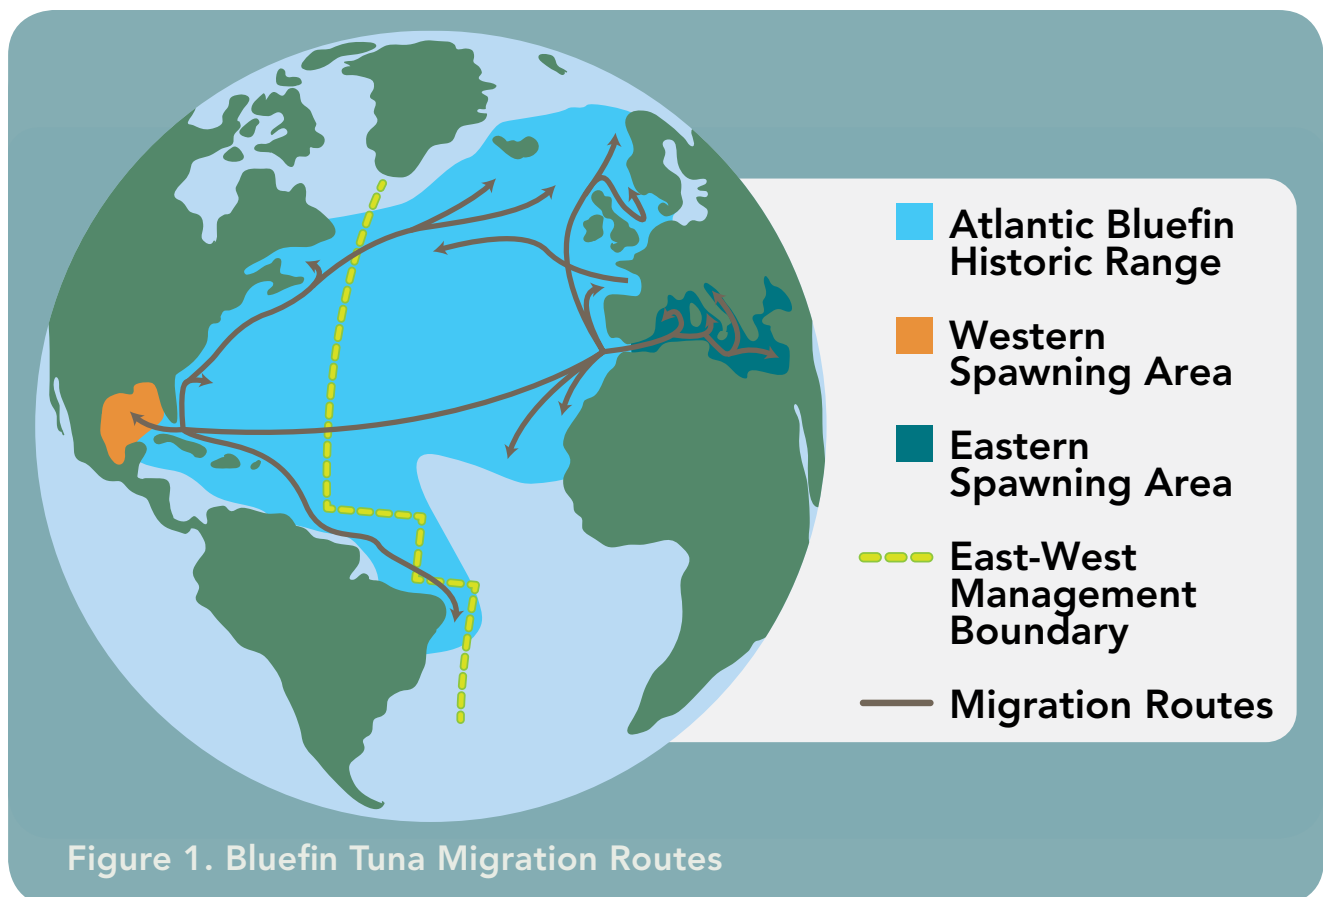 Atlantic Bluefin
Historic Range
Western
Spawning Area
Eastern
Spawning Area
East-West
Management
Boundary
Migration Routes
Figure 1. Bluefin Tuna Migration Routes